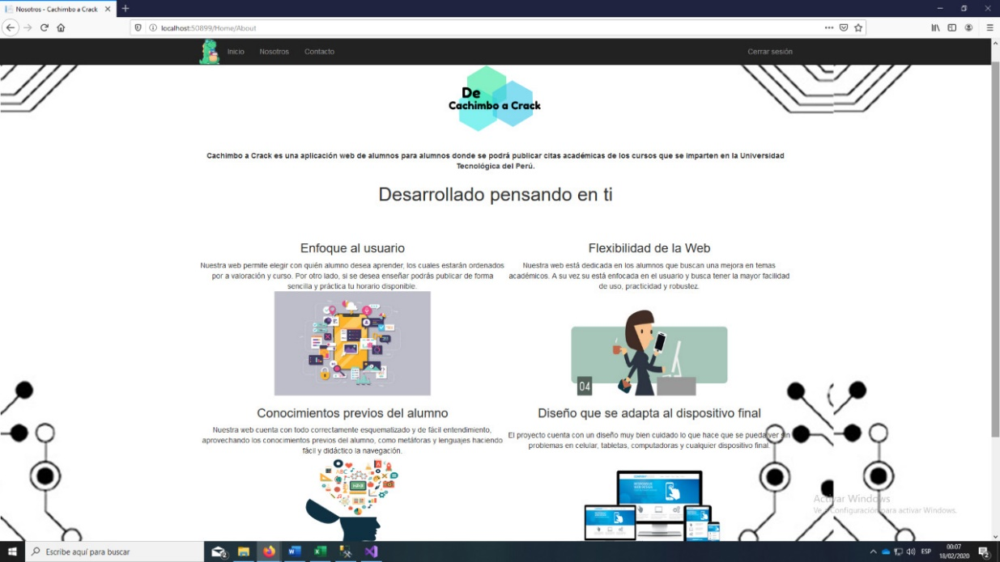 Nosotros - Cachimbo a Crack
localhost:50899/Home/About
Inicio Nosotros Contacto Cerrar sesión
De
Cachimbo a Crack
Cachimbo a Crack es una aplicación web de alumnos para alumnos donde se podrá publicar citas académicas de los cursos que se imparten en la Universidad
Tecnológica del Perú.
Desarrollado pensando en ti
Enfoque al usuario
Nuestra web permite elegir con quién alumno desea aprender, los cuales estarán ordenados
por a valoración y curso. Por otro lado, si se desea enseñar podrás publicar de forma
sencilla y práctica tu horario disponible.
Flexibilidad de la Web
Nuestra web está dedicada en los alumnos que buscan una mejora en temas
académicos. A su vez su está enfocada en el usuario y busca tener la mayor facilidad
de uso, practicidad y robustez.
04
Conocimientos previos del alumno
Nuestra web cuenta con todo correctamente esquematizado y de fácil entendimiento,
aprovechando los conocimientos previos del alumno, como metáforas y lenguajes haciendo
fácil y didáctico la navegación.
Diseño que se adapta al dispositivo final
El proyecto cuenta con un diseño muy bien cuidado lo que hace que se pueda ver sin
problemas en celular, tabletas, computadoras y cualquier dispositivo final.
Activar Windows
Ve a Configuración para activar Windows.
Escribe aquí para buscar
ESP
00:07
18/02/2020